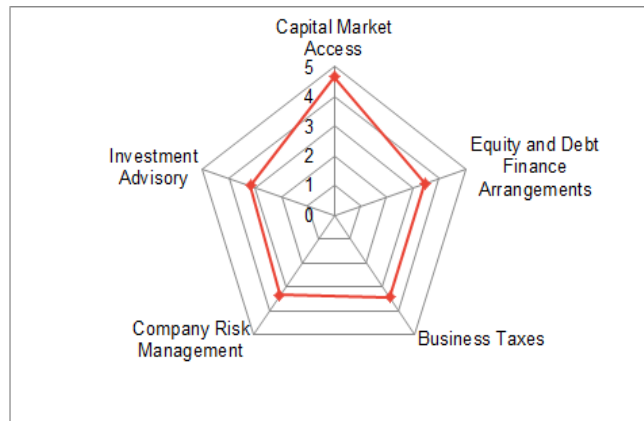 Capital Market
Access
5
4
3
2
1
0
Equity and Debt
Finance
Arrangements
Investment
Advisory
Company Risk
Management
Business Taxes